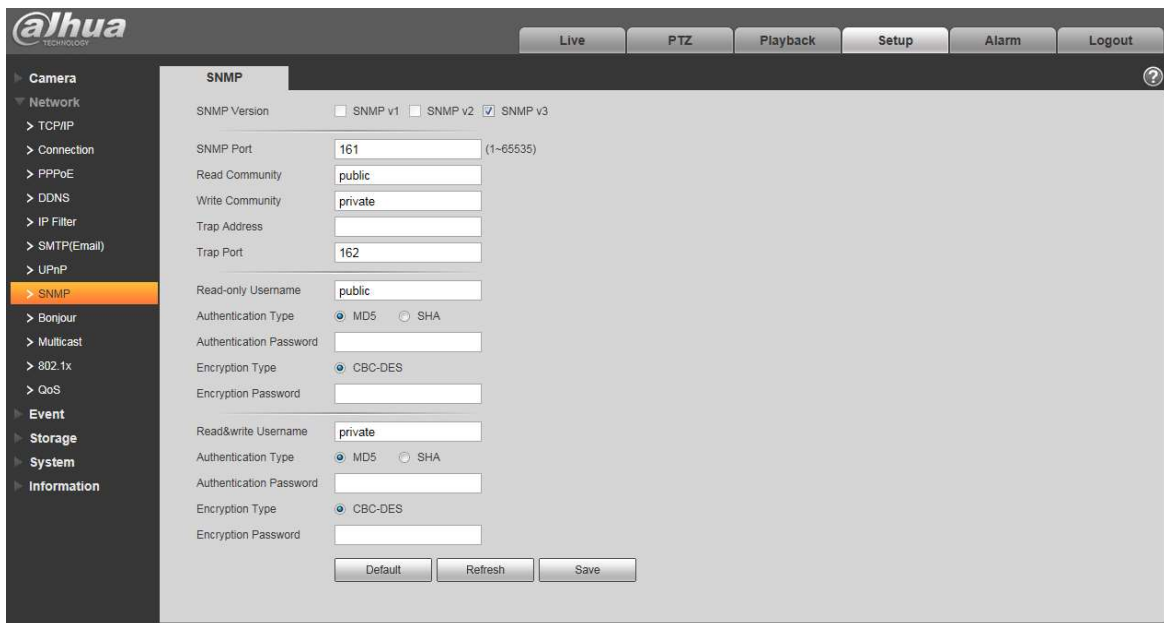 alhua
TECHNOLOGY
Live PTZ Playback Setup Alarm Logout
Camera
Network
> TCP/IP
> Connection
> PPPoE
> DDNS
> IP Filter
> SMTP(Email)
> UPnP
> SNMP
> Bonjour
> Multicast
> 802.1x
> QoS
Event
Storage
System
Information
SNMP ?
SNMP Version SNMP v1 SNMP v2 SNMP v3
SNMP Port 161 (1~65535)
Read Community public
Write Community private
Trap Address
Trap Port 162
Read-only Username public
Authentication Type MD5 SHA
Authentication Password
Encryption Type CBC-DES
Encryption Password
Read&write Username private
Authentication Type MD5 SHA
Authentication Password
Encryption Type CBC-DES
Encryption Password
Default Refresh Save